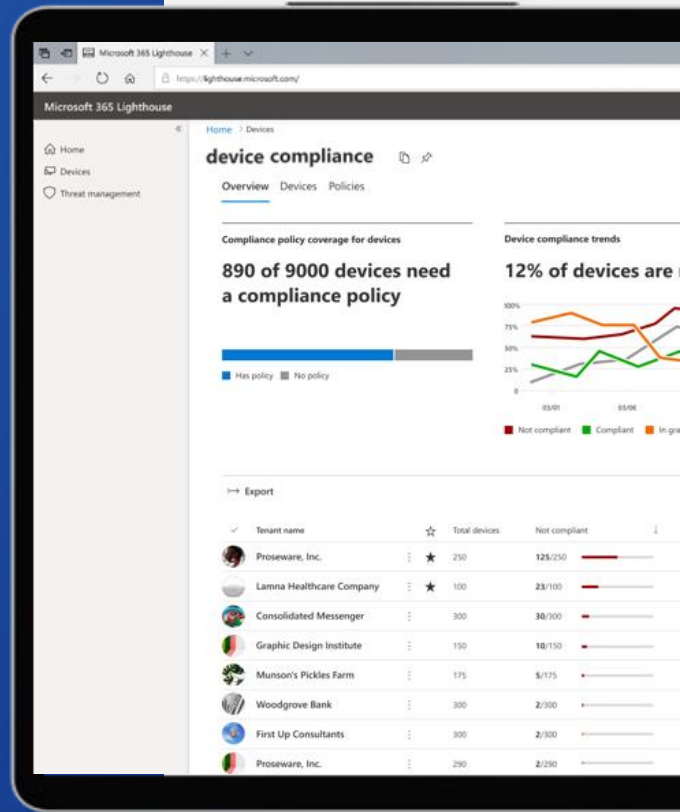 Microsoft 365 Lighthouse
https://lighthouse.microsoft.com/
Microsoft 365 Lighthouse
Home
Devices
Threat management
Home > Devices
device compliance
Overview Devices Policies
Compliance policy coverage for devices
890 of 9000 devices need
a compliance policy
Has policy No policy
Device compliance trends
12% of devices are
100%
75%
50%
25%
0
03/01 03/06
Not compliant Compliant In gra
Export
Tenant name Total devices Not compliant
Proseware, Inc. 250 125/250
Lamna Healthcare Company 100 23/100
Consolidated Messenger 300 30/300
Graphic Design Institute 150 10/150
Munson's Pickles Farm 175 5/175
Woodgrove Bank 300 2/300
First Up Consultants 300 2/300
Proseware, Inc. 290 2/290